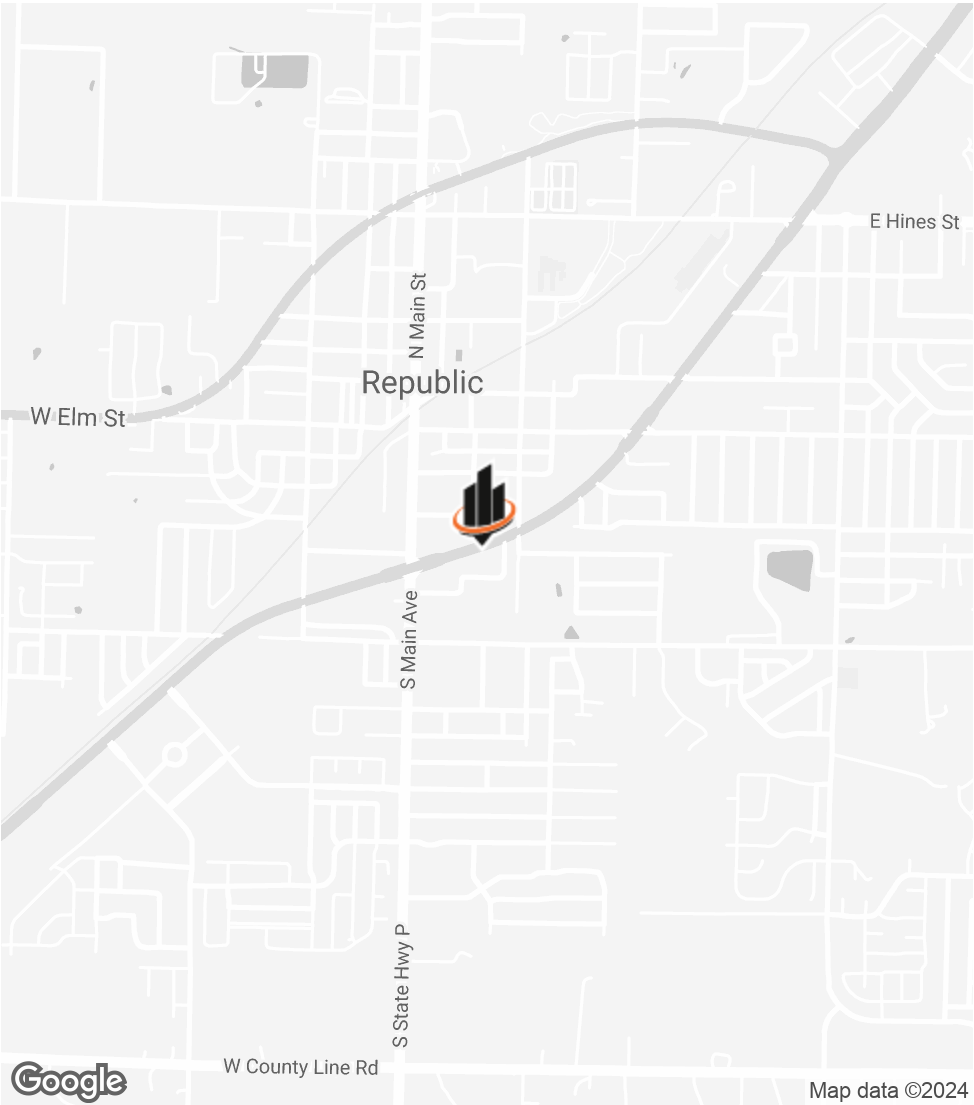 E Hines St
N Main St
Republic
W Elm St
S Main Ave
S State Hwy P
W County Line Rd
Google
Map data ©2024